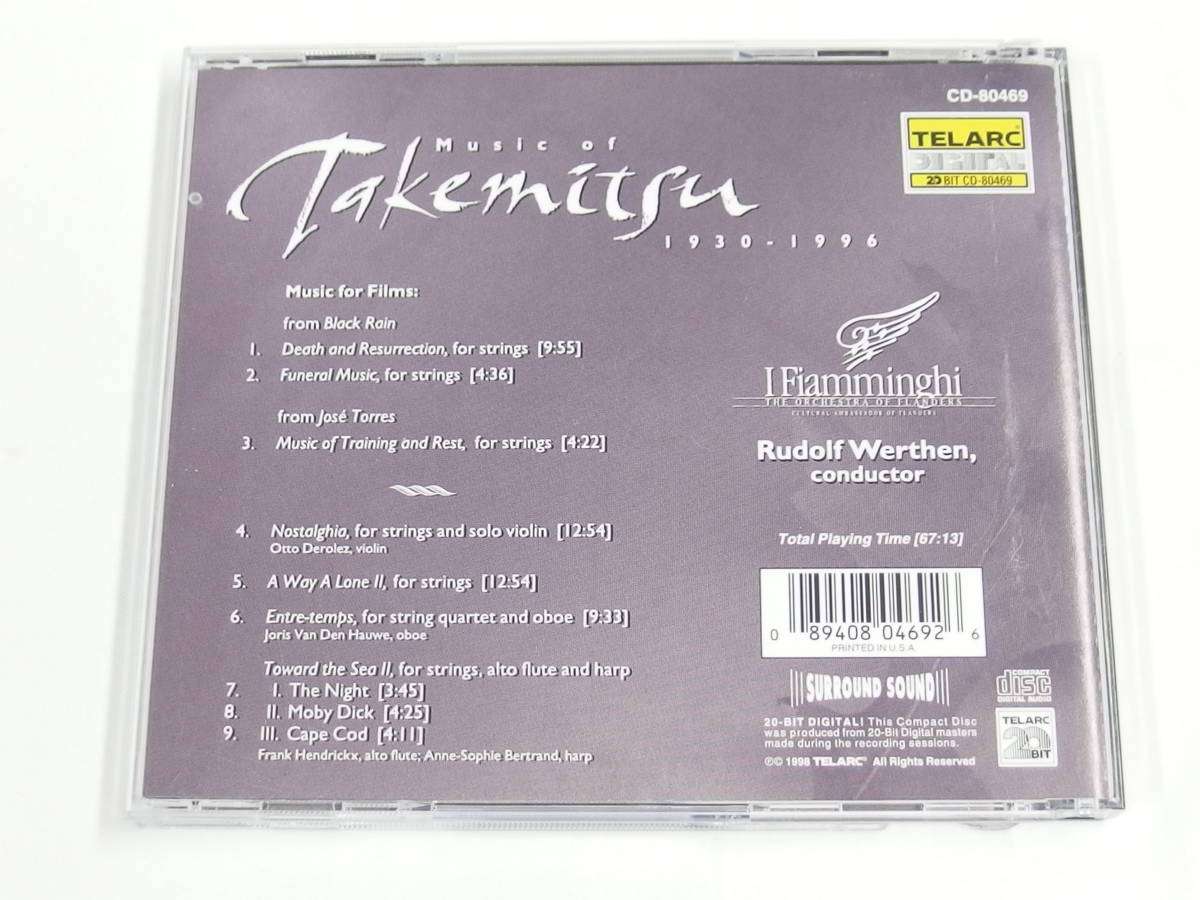 CD-80469
TELARC®
DIGITAL
20 BIT CD-80469
Music of
Takemitsu
1930-1996
Music for Films:
from Black Rain
1. Death and Resurrection, for strings [9:55]
2. Funeral Music, for strings [4:36]
from José Torres
3. Music of Training and Rest, for strings [4:22]
4. Nostalghia, for strings and solo violin [12:54]
Otto Derolez, violin
5. A Way A Lone II, for strings [12:54]
6. Entre-temps, for string quartet and oboe [9:33]
Joris Van Den Hauwe, oboe
Toward the Sea II, for strings, alto flute and harp
7. I. The Night [3:45]
8. II. Moby Dick [4:25]
9. III. Cape Cod [4:11]
Frank Hendrickx, alto flute; Anne-Sophie Bertrand, harp
I Fiamminghi
THE ORCHESTRA OF FLANDERS
CULTURAL AMBASSADOR OF FLANDERS
Rudolf Werthen,
conductor
Total Playing Time [67:13]
0 89408 04692 6
PRINTED IN U.S.A
SURROUND SOUND
COMPACT
disc
DIGITAL AUDIO
20-BIT DIGITAL! This Compact Disc
was produced from 20-Bit Digital masters
made during the recording sessions.
℗© 1998 TELARC® All Rights Reserved
TELARC
20
BIT